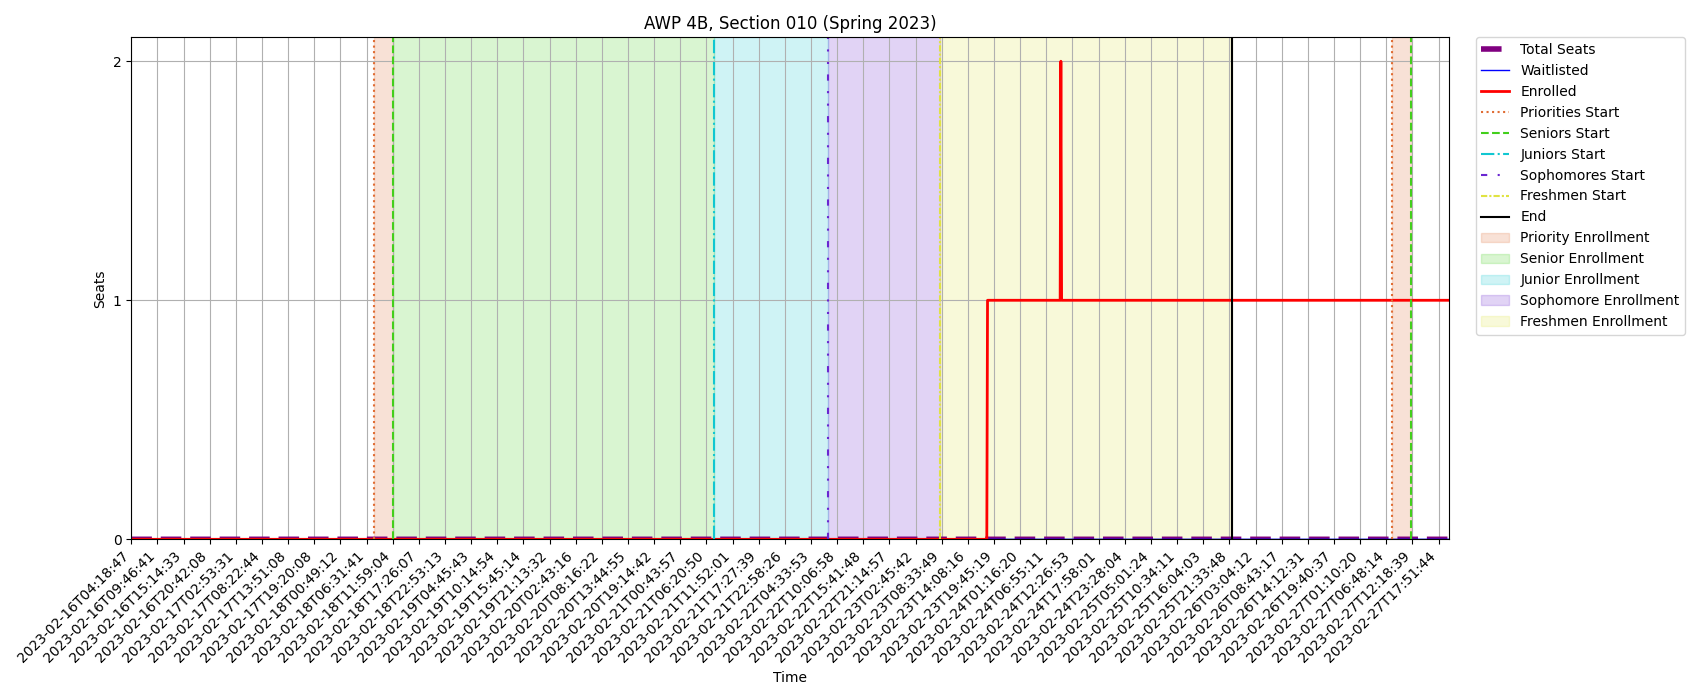 AWP 4B, Section 010 (Spring 2023)
Seats
2
1
0
2023-02-16T04:18:47
2023-02-16T09:46:41
2023-02-16T15:14:33
2023-02-16T20:42:08
2023-02-17T02:53:31
2023-02-17T08:22:44
2023-02-17T13:51:08
2023-02-17T19:20:08
2023-02-18T00:49:12
2023-02-18T06:31:41
2023-02-18T11:59:04
2023-02-18T17:26:07
2023-02-18T22:53:13
2023-02-19T04:45:43
2023-02-19T10:14:54
2023-02-19T15:45:14
2023-02-19T21:13:32
2023-02-20T02:43:16
2023-02-20T08:16:22
2023-02-20T13:44:55
2023-02-20T19:14:42
2023-02-21T00:43:57
2023-02-21T06:20:50
2023-02-21T11:52:01
2023-02-21T17:27:39
2023-02-21T22:58:26
2023-02-22T04:33:53
2023-02-22T10:06:58
2023-02-22T15:41:48
2023-02-22T21:14:57
2023-02-23T02:45:42
2023-02-23T08:33:49
2023-02-23T14:08:16
2023-02-23T19:45:19
2023-02-24T01:16:20
2023-02-24T06:55:11
2023-02-24T12:26:53
2023-02-24T17:58:01
2023-02-24T23:28:04
2023-02-25T05:01:24
2023-02-25T10:34:11
2023-02-25T16:04:03
2023-02-25T21:33:48
2023-02-26T03:04:12
2023-02-26T08:43:17
2023-02-26T14:12:31
2023-02-26T19:40:37
2023-02-27T01:10:20
2023-02-27T06:48:14
2023-02-27T12:18:39
2023-02-27T17:51:44
Time
Total Seats
Waitlisted
Enrolled
Priorities Start
Seniors Start
Juniors Start
Sophomores Start
Freshmen Start
End
Priority Enrollment
Senior Enrollment
Junior Enrollment
Sophomore Enrollment
Freshmen Enrollment